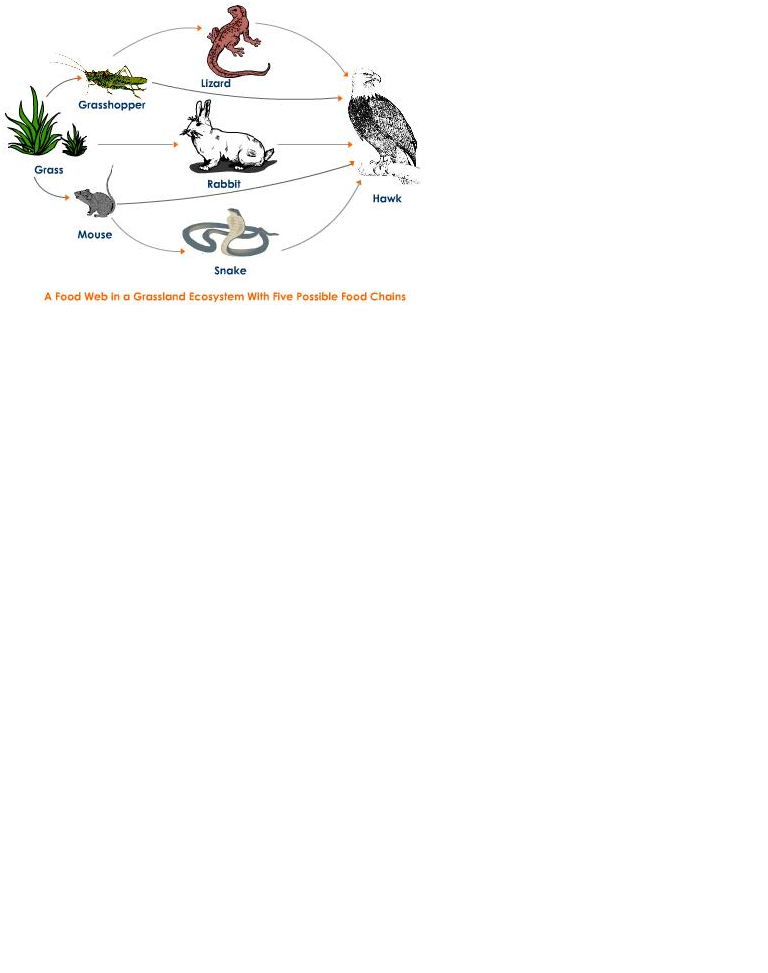 Lizard
Grasshopper
Grass
Rabbit
Hawk
Mouse
Snake
A Food Web in a Grassland Ecosystem With Five Possible Food Chains